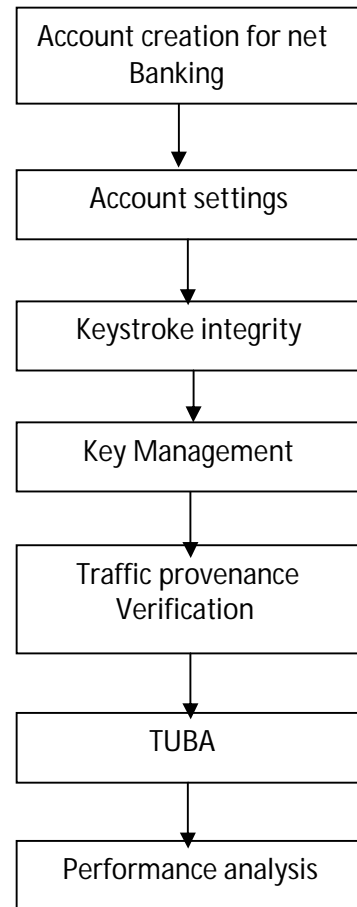 Account creation for net
Banking
Account settings
Keystroke integrity
Key Management
Traffic provenance
Verification
TUBA
Performance analysis